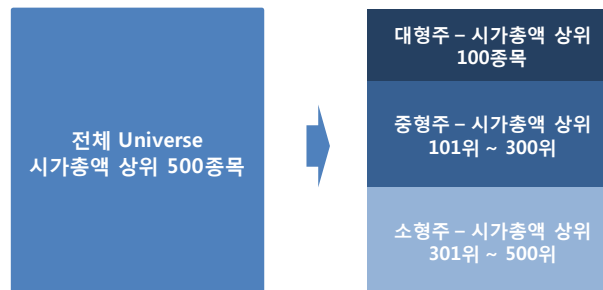 전체 Universe
시가총액 상위 500종목
대형주 – 시가총액 상위
100종목
중형주 – 시가총액 상위
101위 ~ 300위
소형주 – 시가총액 상위
301위 ~ 500위